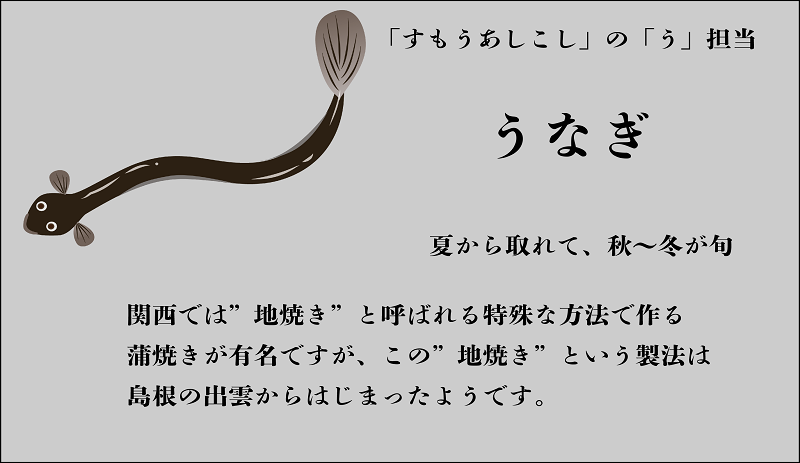 「すもうあしこし」の「う」担当
うなぎ
夏から取れて、秋～冬が旬
関西では”地焼き”と呼ばれる特殊な方法で作る
蒲焼きが有名ですが、この”地焼き”という製法は
島根の出雲からはじまったようです。